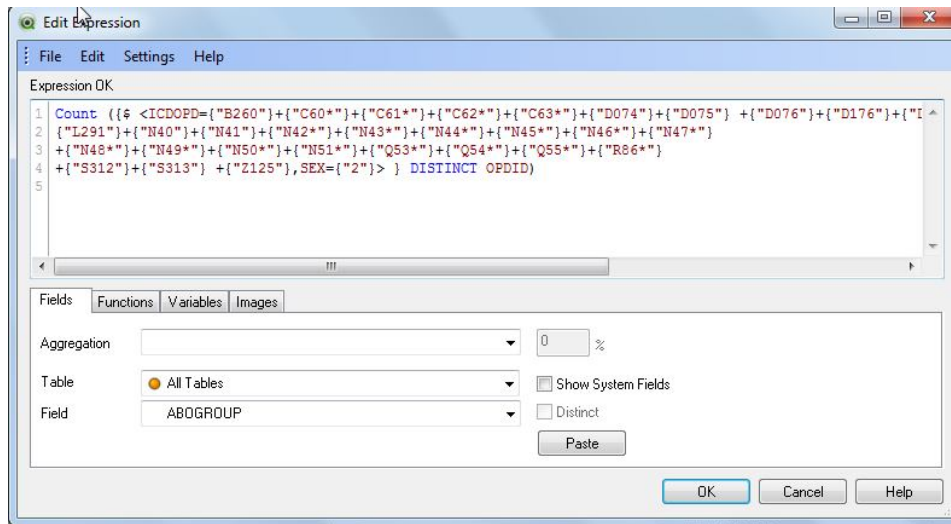 Edit Expression
File Edit Settings Help
Expression OK
1 Count ({$ <ICDOPD={"B260"}+{"C60*"}+{"C61*"}+{"C62*"}+{"C63*"}+{"D074"}+{"D075"} +{"D076"}+{"D176"}+{"
2 {"L291"}+{"N40"}+{"N41"}+{"N42*"}+{"N43*"}+{"N44*"}+{"N45*"}+{"N46*"}+{"N47*"}
3 +{"N48*"}+{"N49*"}+{"N50*"}+{"N51*"}+{"Q53*"}+{"Q54*"}+{"Q55*"}+{"R86*"}
4 +{"S312"}+{"S313"} +{"Z125"},SEX={"2"}> } DISTINCT OPDID)
5
Fields Functions Variables Images
Aggregation 0 %
Table All Tables Show System Fields
Field ABOGROUP Distinct
Paste
OK Cancel Help